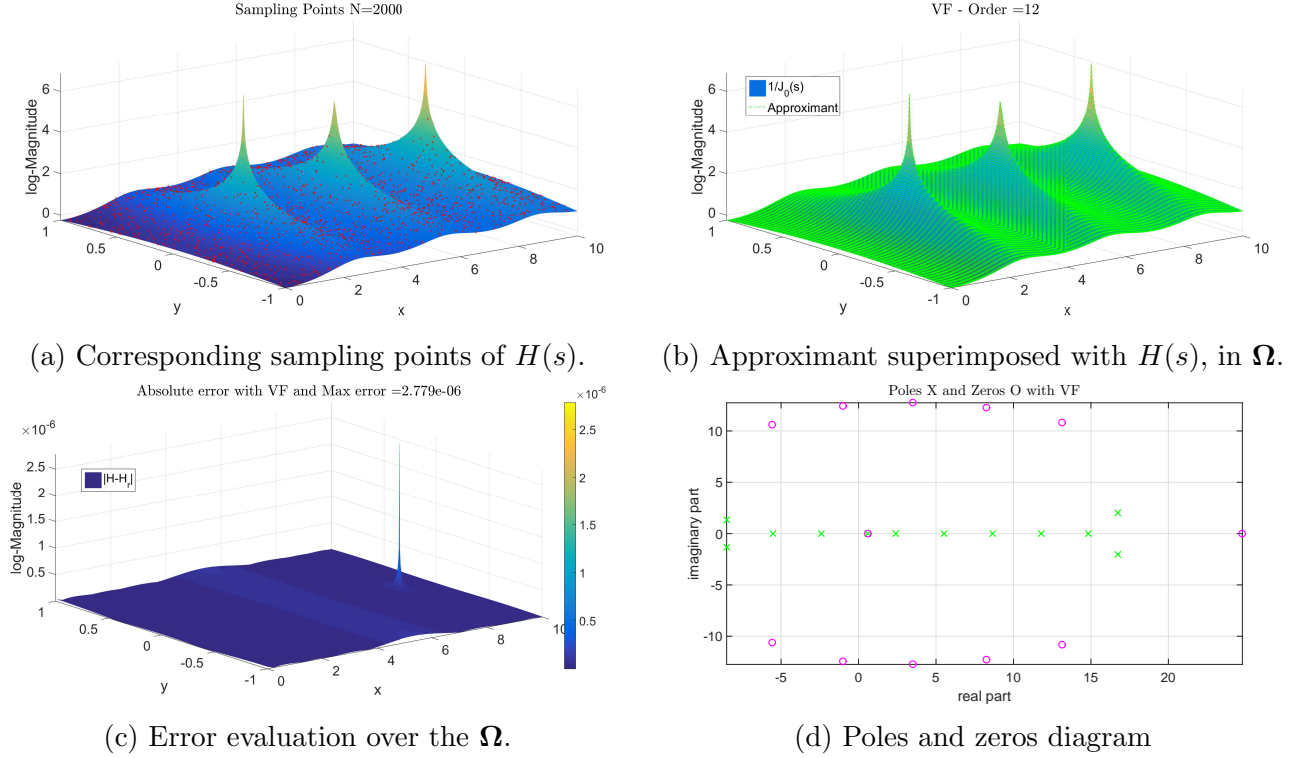 Sampling Points N=2000
6
4
2
0
log-Magnitude
1
0.5
0
-0.5
-1
y
0
2
4
6
8
10
x
(a) Corresponding sampling points of H(s).
VF - Order =12
1/J_0(s)
Approximant
6
4
2
0
log-Magnitude
1
0.5
0
-0.5
-1
y
0
2
4
6
8
10
x
(b) Approximant superimposed with H(s), in Ω.
Absolute error with VF and Max error =2.779e-06
×10^-6
|H-H_r|
2.5
2
1.5
1
0.5
log-Magnitude
1
0.5
0
-0.5
-1
y
0
2
4
6
8
10
x
×10^-6
2.5
2
1.5
1
0.5
(c) Error evaluation over the Ω.
Poles X and Zeros O with VF
10
5
0
-5
-10
imaginary part
-5
0
5
10
15
20
real part
(d) Poles and zeros diagram